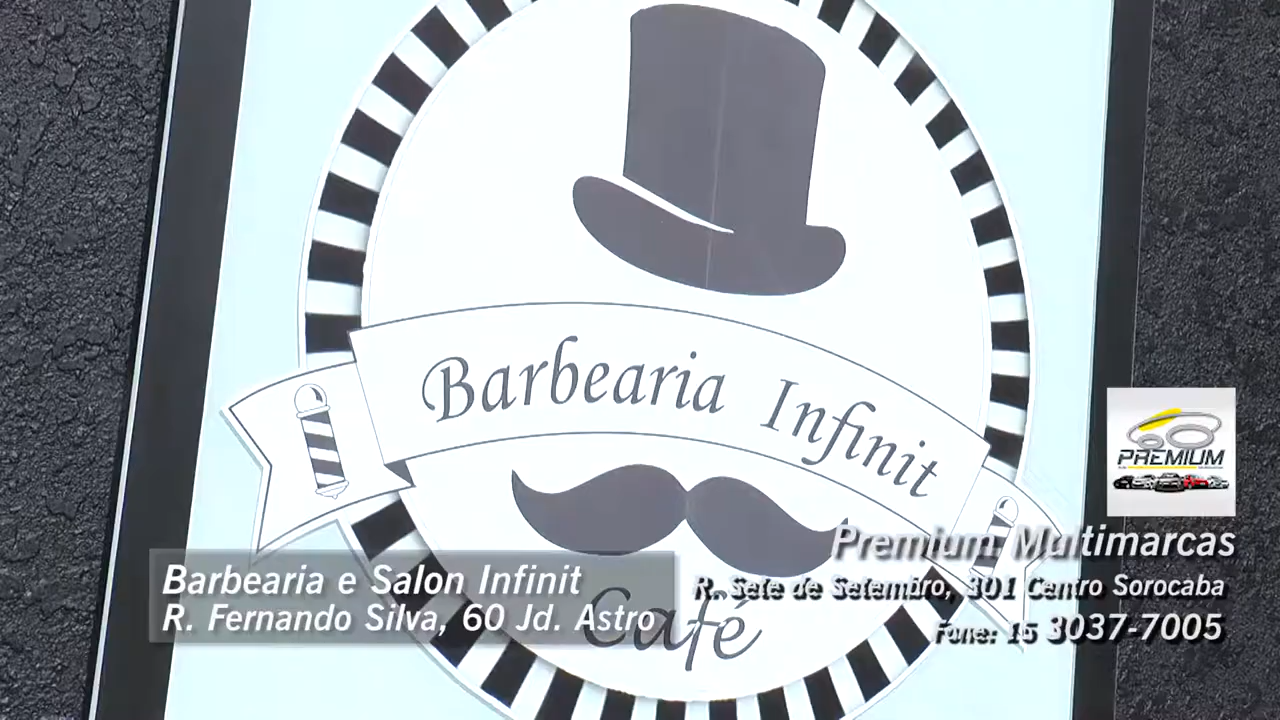 Barbearia Infinit
Café
PREMIUM
Barbearia e Salon Infinit
R. Fernando Silva, 60 Jd. Astro
Premium Multimarcas
R. Sete de Setembro, 301 Centro Sorocaba
Fone: 15 3037-7005